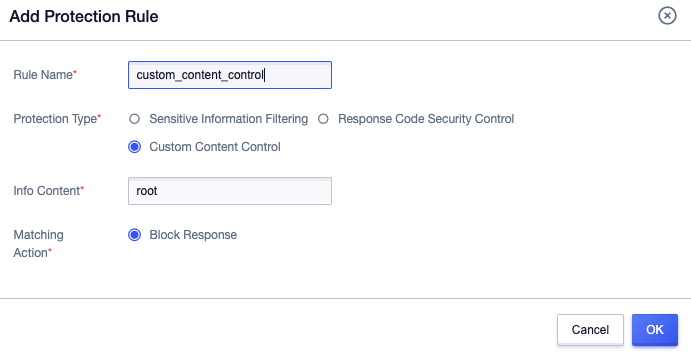 Add Protection Rule
Rule Name* custom_content_control
Protection Type* Sensitive Information Filtering Response Code Security Control
Custom Content Control
Info Content* root
Matching Block Response
Action*
Cancel OK